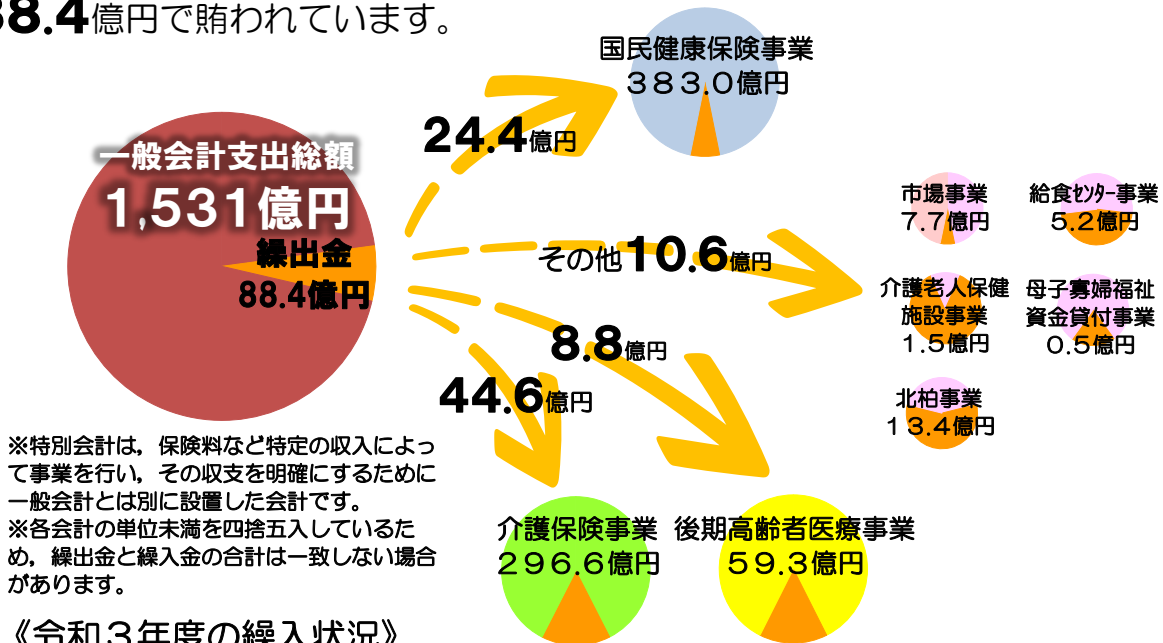 8.4億円で賄われています。
一般会計支出総額
1,531億円
繰出金
88.4億円
24.4億円
国民健康保険事業
383.0億円
その他10.6億円
市場事業
7.7億円
給食ｾﾝﾀｰ事業
5.2億円
介護老人保健
施設事業
1.5億円
母子寡婦福祉
資金貸付事業
0.5億円
北柏事業
13.4億円
8.8億円
44.6億円
介護保険事業
296.6億円
後期高齢者医療事業
59.3億円
※特別会計は，保険料など特定の収入によっ
て事業を行い，その収支を明確にするために
一般会計とは別に設置した会計です。
※各会計の単位未満を四捨五入しているた
め，繰出金と繰入金の合計は一致しない場合
があります。
《令和３年度の繰入状況》